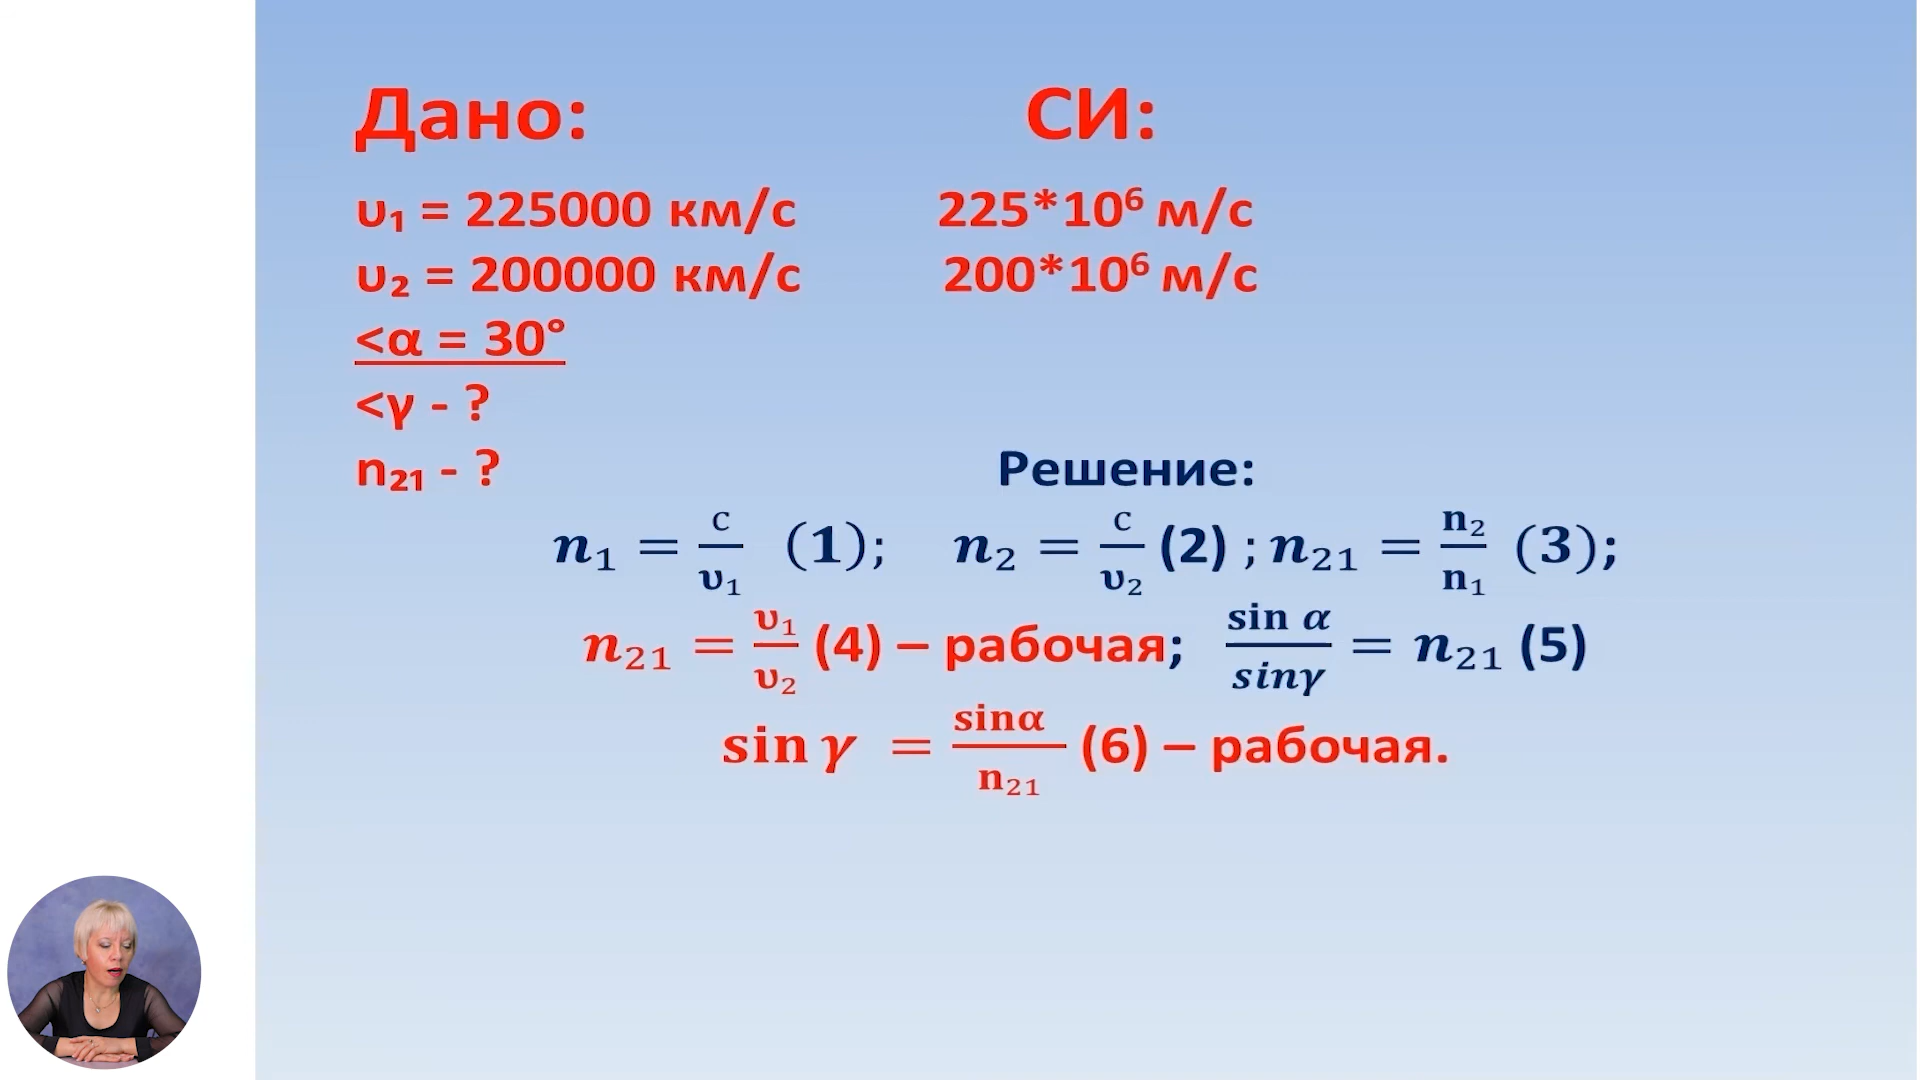 Дано: СИ:
υ₁ = 225000 км/с 225*10⁶ м/с
υ₂ = 200000 км/с 200*10⁶ м/с
<α = 30°
<γ - ?
n₂₁ - ? Решение:
n₁ = c/υ₁ (1); n₂ = c/υ₂ (2) ; n₂₁ = n₂/n₁ (3);
n₂₁ = υ₁/υ₂ (4) – рабочая; sin α/sinγ = n₂₁ (5)
sin γ = sinα/n₂₁ (6) – рабочая.